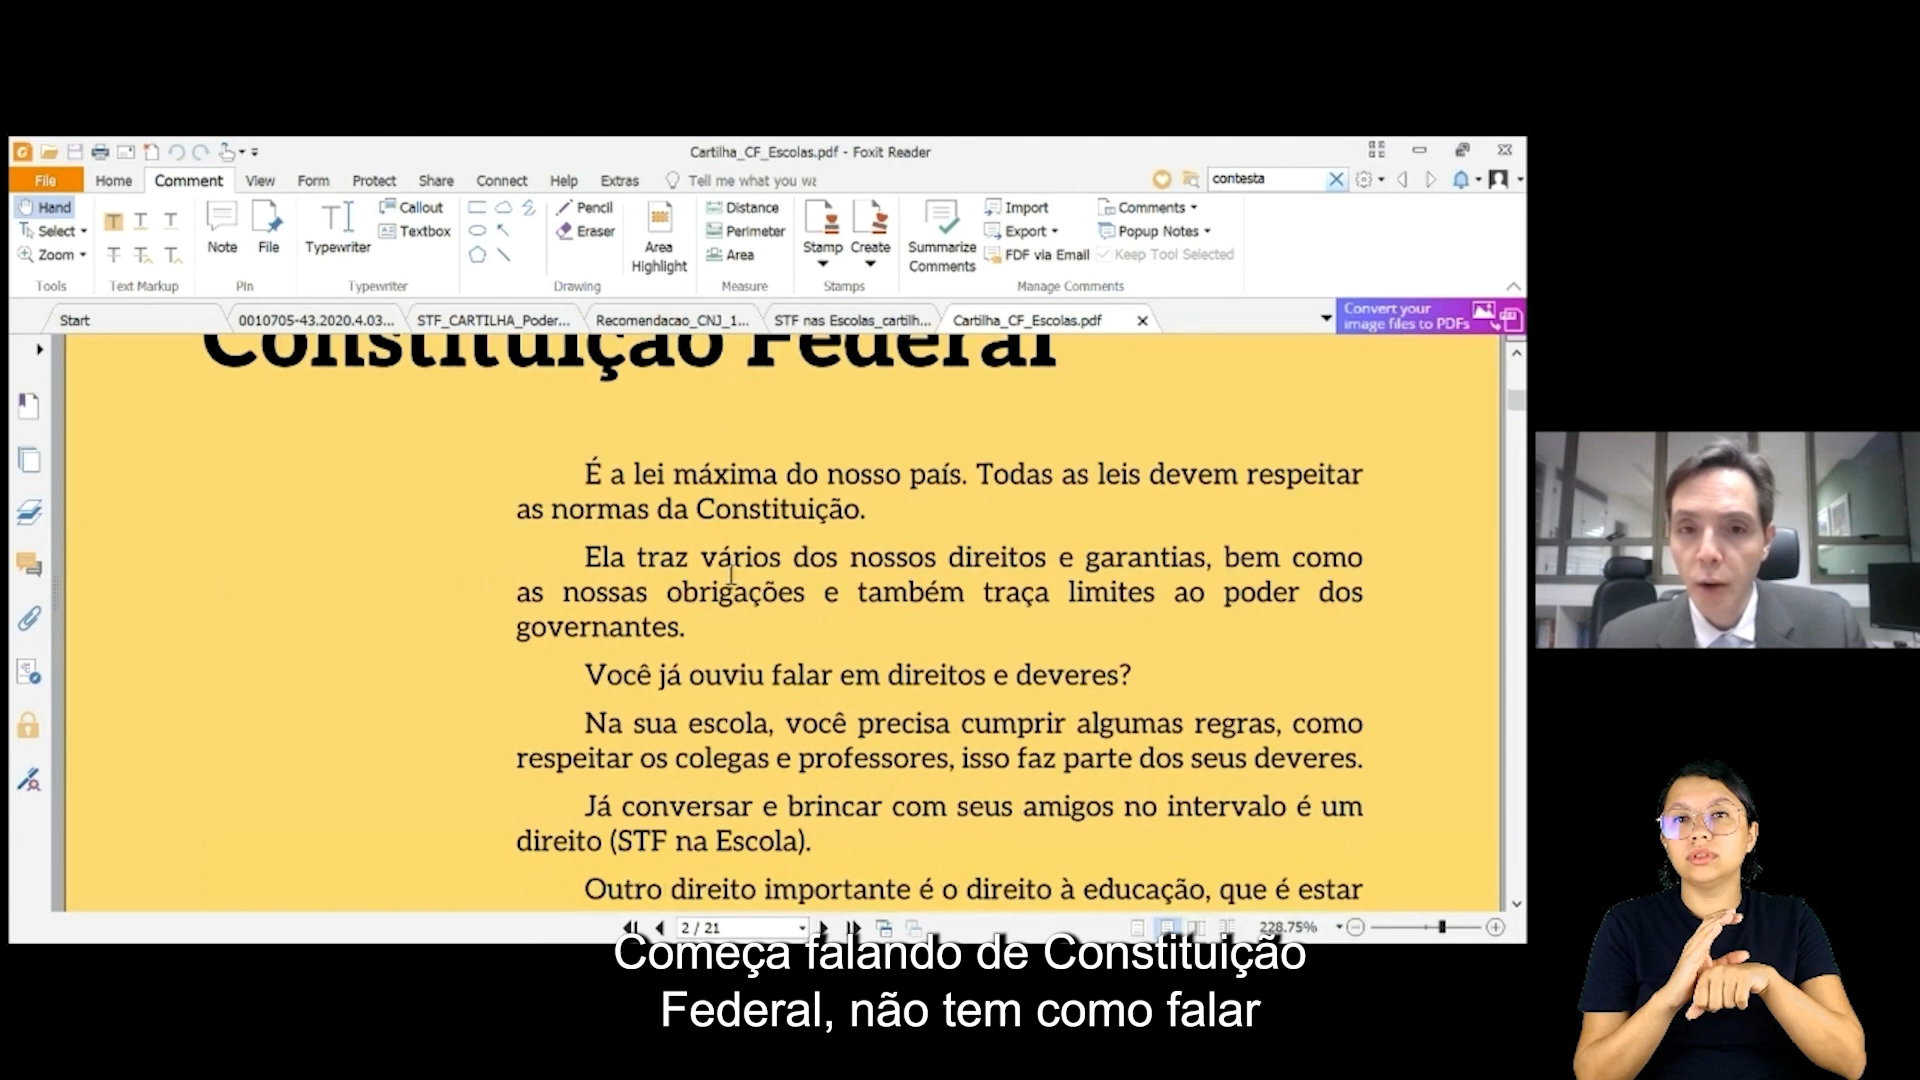 Cartilha_CF_Escolas.pdf - Foxit Reader
File Home Comment View Form Protect Share Connect Help Extras Tell me what you wa
contesta
Hand
Select
Zoom
Tools
Text Markup
Note File
Pin
Typewriter
Callout
Textbox
Typewriter
Pencil
Eraser
Area
Highlight
Drawing
Distance
Perimeter
Area
Measure
Stamp Create
Stamps
Summarize
Comments
Import
Export
FDF via Email
Comments
Popup Notes
Keep Tool Selected
Manage Comments
Start 0010705-43.2020.4.03... STF_CARTILHA_Poder... Recomendacao_CNJ_1... STF nas Escolas_cartilh... Cartilha_CF_Escolas.pdf
Convert your
image files to PDFs
Constituição Federal
É a lei máxima do nosso país. Todas as leis devem respeitar
as normas da Constituição.
Ela traz vários dos nossos direitos e garantias, bem como
as nossas obrigações e também traça limites ao poder dos
governantes.
Você já ouviu falar em direitos e deveres?
Na sua escola, você precisa cumprir algumas regras, como
respeitar os colegas e professores, isso faz parte dos seus deveres.
Já conversar e brincar com seus amigos no intervalo é um
direito (STF na Escola).
Outro direito importante é o direito à educação, que é estar
2 / 21
228.75%
Começa falando de Constituição
Federal, não tem como falar